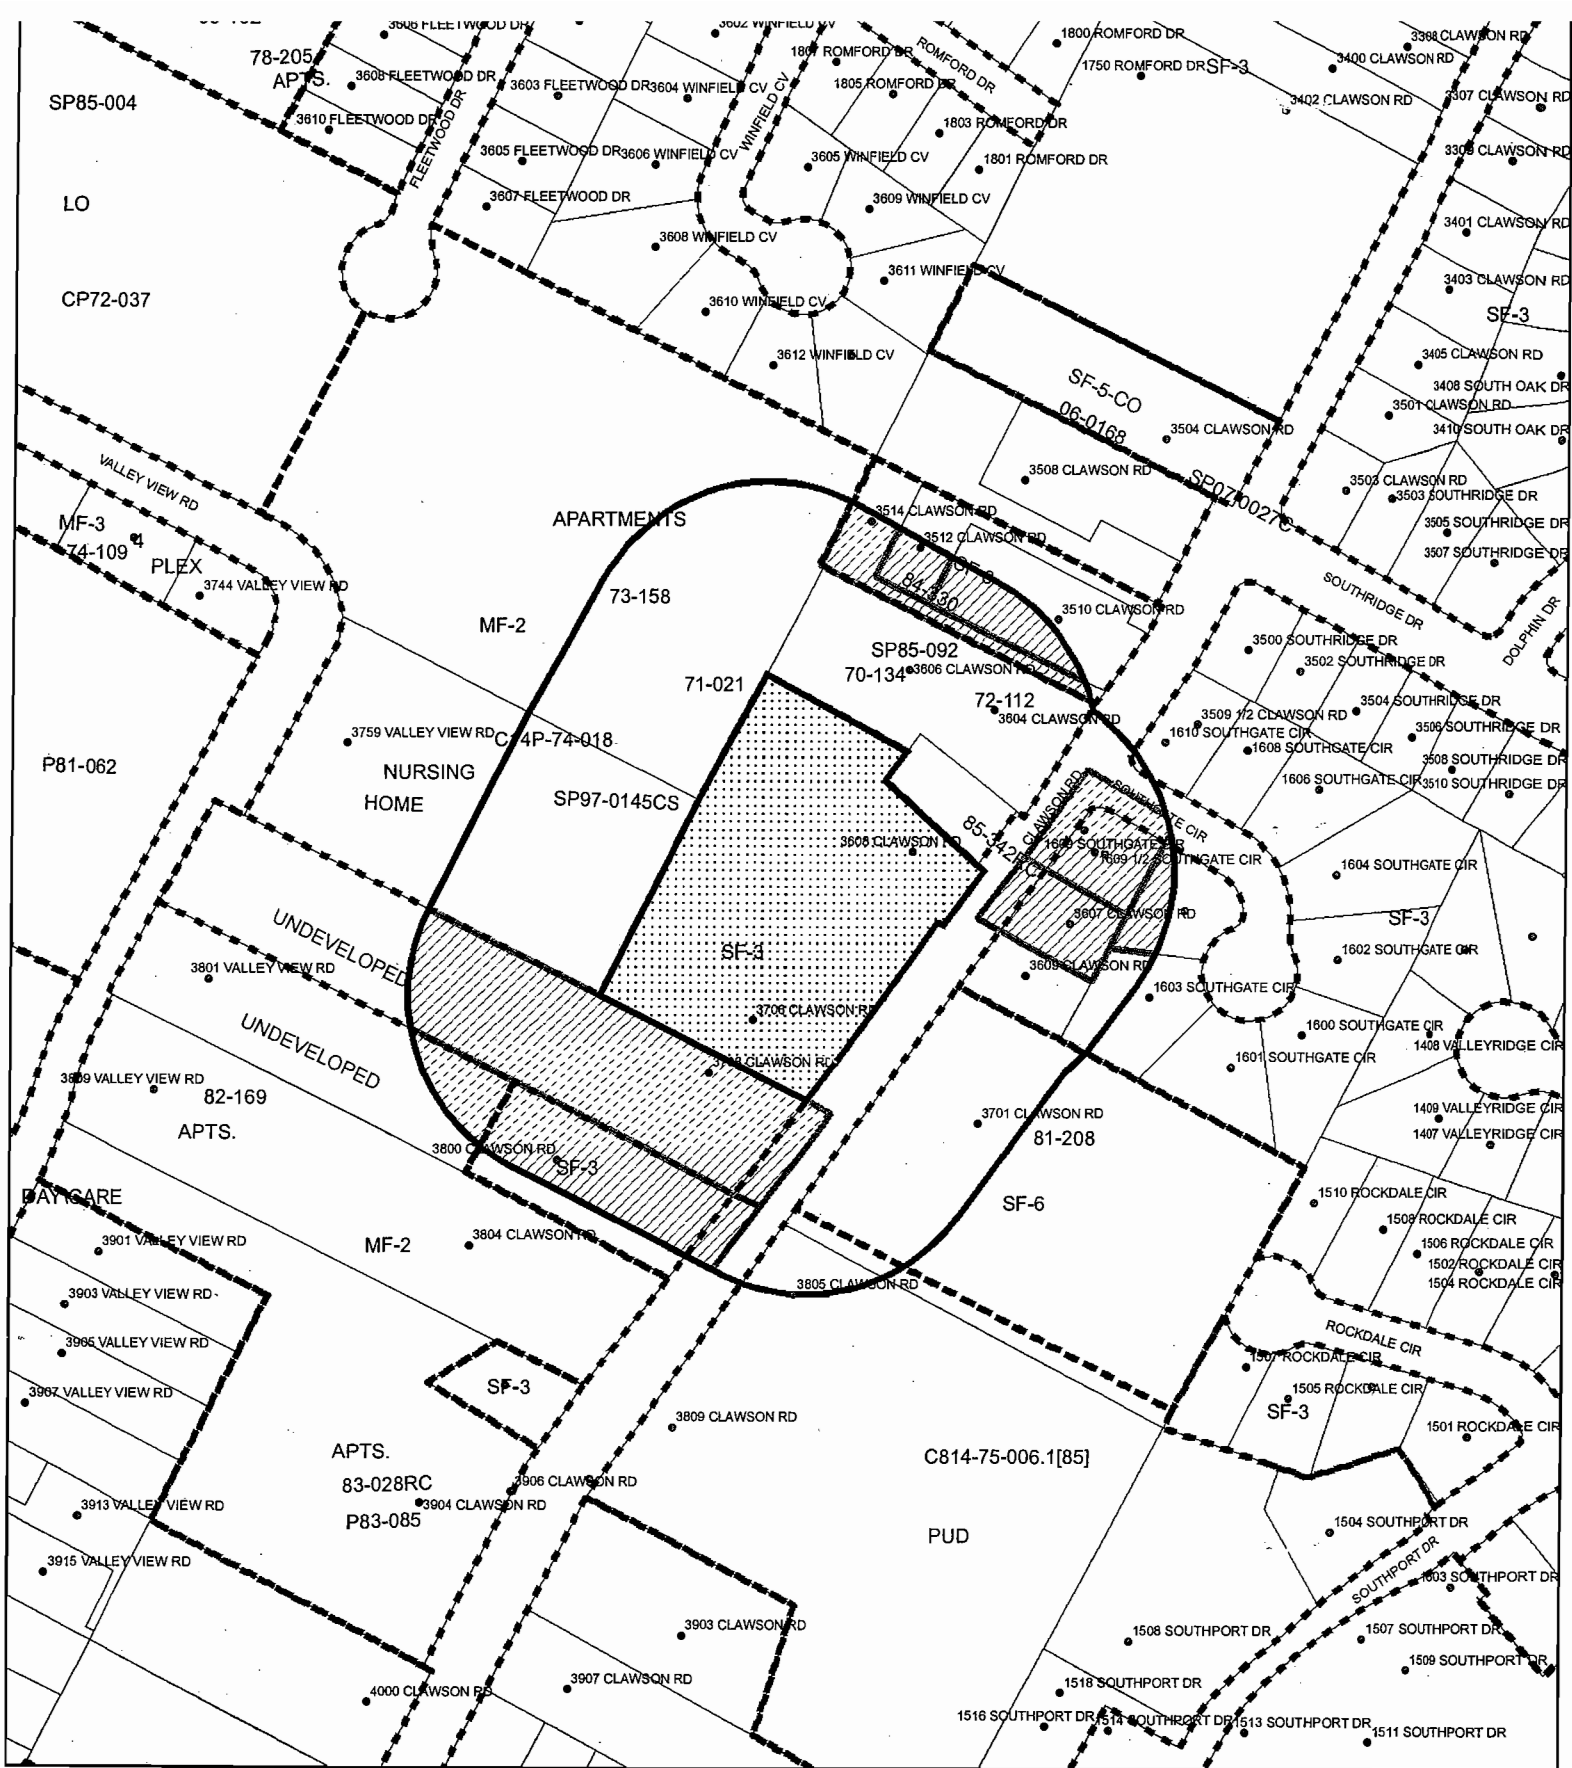 3606 FLEETWOOD DR
3602 WINFIELD CV
1800 ROMFORD DR
3308 CLAWSON RD
78-205
APTS.
ROMFORD DR
1750 ROMFORD DR
SF-3
3400 CLAWSON RD
1805 ROMFORD DR
3608 FLEETWOOD DR
3603 FLEETWOOD DR
3604 WINFIELD CV
SP85-004
3402 CLAWSON RD
3307 CLAWSON RD
3610 FLEETWOOD DR
FLEETWOOD DR
WINFIELD CV
1803 ROMFORD DR
3605 FLEETWOOD DR
3606 WINFIELD CV
3605 WINFIELD CV
1801 ROMFORD DR
3309 CLAWSON RD
LO
3607 FLEETWOOD DR
3609 WINFIELD CV
3401 CLAWSON RD
3608 WINFIELD CV
3611 WINFIELD CV
3403 CLAWSON RD
CP72-037
3610 WINFIELD CV
SF-3
3612 WINFIELD CV
3405 CLAWSON RD
SF-5-CO
06-0168
3408 SOUTH OAK DR
3501 CLAWSON RD
3504 CLAWSON RD
3410 SOUTH OAK DR
VALLEY VIEW RD
3508 CLAWSON RD
SP07-0027C
3503 CLAWSON RD
3503 SOUTHRIDGE DR
MF-3
74-109
4
PLEX
APARTMENTS
3514 CLAWSON RD
3505 SOUTHRIDGE DR
3512 CLAWSON RD
3507 SOUTHRIDGE DR
3744 VALLEY VIEW RD
73-158
SOUTHRIDGE DR
DOLPHIN DR
3510 CLAWSON RD
MF-2
SP85-092
3500 SOUTHRIDGE DR
3502 SOUTHRIDGE DR
70-134
3606 CLAWSON RD
71-021
72-112
3604 CLAWSON RD
3504 SOUTHRIDGE DR
3509 1/2 CLAWSON RD
3506 SOUTHRIDGE DR
3759 VALLEY VIEW RD
C14P-74-018
1610 SOUTHGATE CIR
1608 SOUTHGATE CIR
3508 SOUTHRIDGE DR
P81-062
NURSING
HOME
SP97-0145CS
1606 SOUTHGATE CIR
3510 SOUTHRIDGE DR
CLAWSON RD
SOUTHGATE CIR
85-342RC
3608 CLAWSON RD
1609 SOUTHGATE CIR
1609 1/2 SOUTHGATE CIR
1604 SOUTHGATE CIR
UNDEVELOPED
3607 CLAWSON RD
SF-3
SF-3
1602 SOUTHGATE CIR
3801 VALLEY VIEW RD
3609 CLAWSON RD
1603 SOUTHGATE CIR
3706 CLAWSON RD
UNDEVELOPED
1600 SOUTHGATE CIR
1408 VALLEYRIDGE CIR
1601 SOUTHGATE CIR
3809 VALLEY VIEW RD
82-169
APTS.
3701 CLAWSON RD
81-208
1409 VALLEYRIDGE CIR
1407 VALLEYRIDGE CIR
3800 CLAWSON RD
SF-3
DAY CARE
SF-6
1510 ROCKDALE CIR
1508 ROCKDALE CIR
3901 VALLEY VIEW RD
MF-2
3804 CLAWSON RD
1506 ROCKDALE CIR
1502 ROCKDALE CIR
1504 ROCKDALE CIR
3805 CLAWSON RD
3903 VALLEY VIEW RD
3905 VALLEY VIEW RD
ROCKDALE CIR
1507 ROCKDALE CIR
3907 VALLEY VIEW RD
SF-3
1505 ROCKDALE CIR
SF-3
3809 CLAWSON RD
1501 ROCKDALE CIR
APTS.
C814-75-006.1[85]
83-028RC
3906 CLAWSON RD
3904 CLAWSON RD
3913 VALLEY VIEW RD
P83-085
PUD
1504 SOUTHPORT DR
3915 VALLEY VIEW RD
SOUTHPORT DR
1503 SOUTHPORT DR
3903 CLAWSON RD
1508 SOUTHPORT DR
1507 SOUTHPORT DR
1509 SOUTHPORT DR
4000 CLAWSON RD
3907 CLAWSON RD
1518 SOUTHPORT DR
1516 SOUTHPORT DR
1514 SOUTHPORT DR
1513 SOUTHPORT DR
1511 SOUTHPORT DR